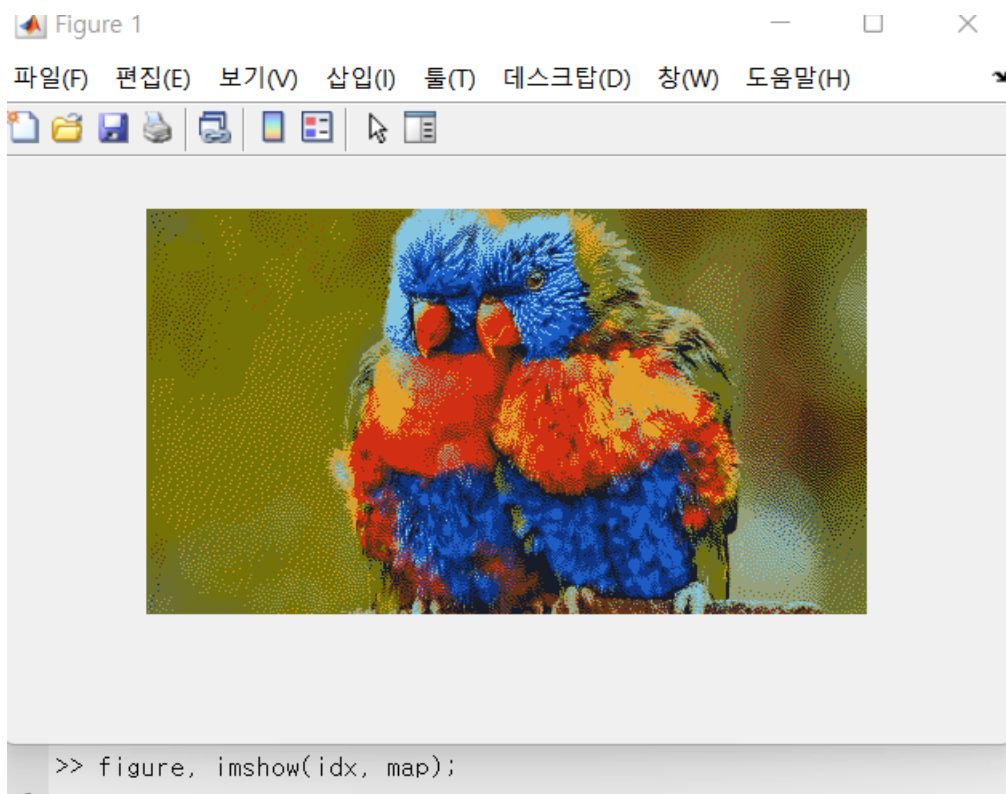 Figure 1
파일(F) 편집(E) 보기(V) 삽입(I) 툴(T) 데스크탑(D) 창(W) 도움말(H)
>> figure, imshow(idx, map);